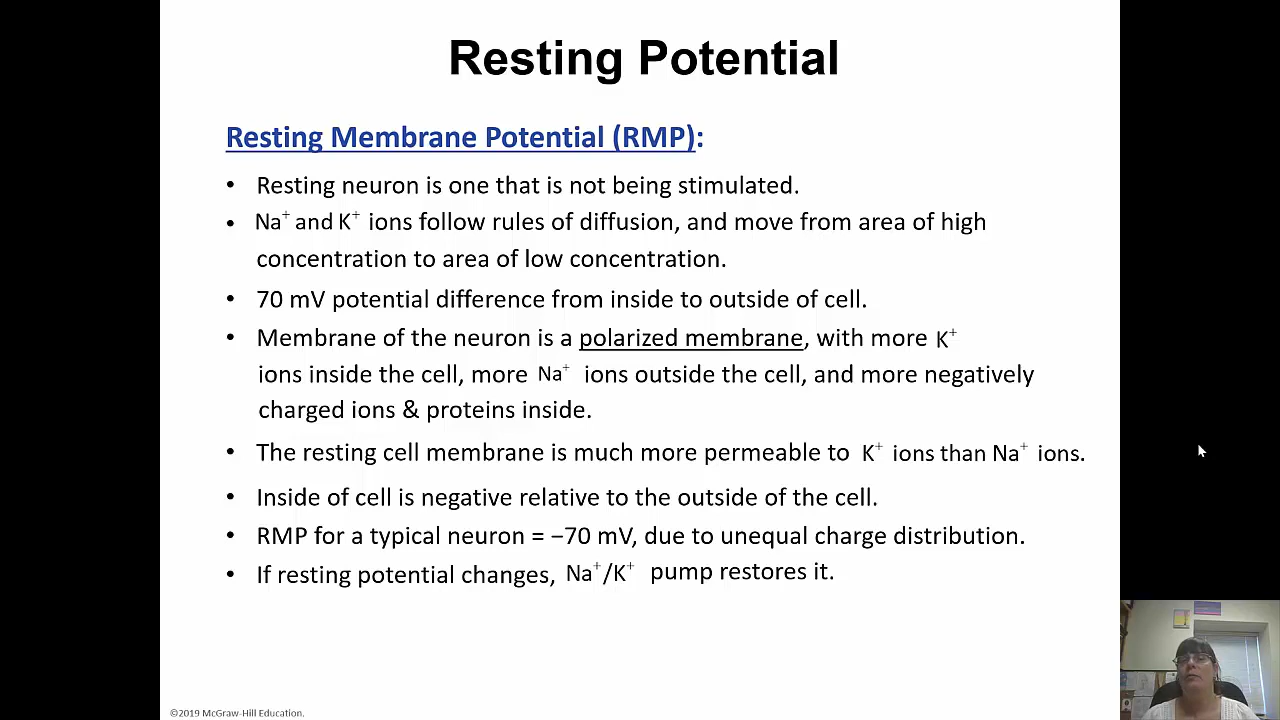 Resting Potential
Resting Membrane Potential (RMP):
• Resting neuron is one that is not being stimulated.
• Na⁺ and K⁺ ions follow rules of diffusion, and move from area of high
concentration to area of low concentration.
• 70 mV potential difference from inside to outside of cell.
• Membrane of the neuron is a polarized membrane, with more K⁺
ions inside the cell, more Na⁺ ions outside the cell, and more negatively
charged ions & proteins inside.
• The resting cell membrane is much more permeable to K⁺ ions than Na⁺ ions.
• Inside of cell is negative relative to the outside of the cell.
• RMP for a typical neuron = −70 mV, due to unequal charge distribution.
• If resting potential changes, Na⁺/K⁺ pump restores it.
©2019 McGraw-Hill Education.